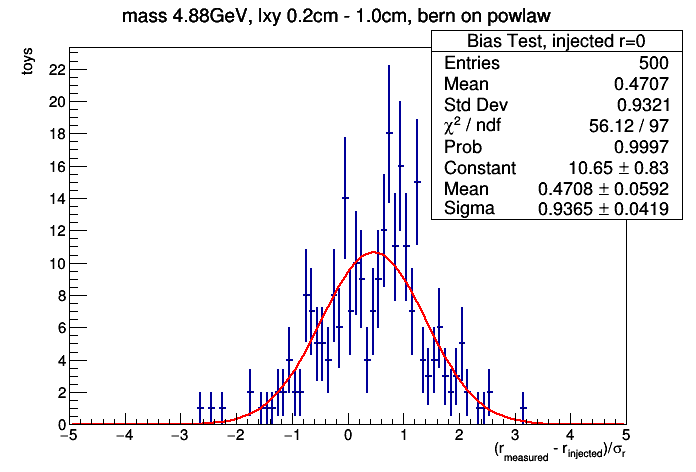 mass 4.88GeV, lxy 0.2cm - 1.0cm, bern on powlaw
Bias Test, injected r=0
Entries 500
Mean 0.4707
Std Dev 0.9321
χ² / ndf 56.12 / 97
Prob 0.9997
Constant 10.65 ± 0.83
Mean 0.4708 ± 0.0592
Sigma 0.9365 ± 0.0419
toys
22
20
18
16
14
12
10
8
6
4
2
0
−5 −4 −3 −2 −1 0 1 2 3 4 5
(r_measured - r_injected)/σ_r